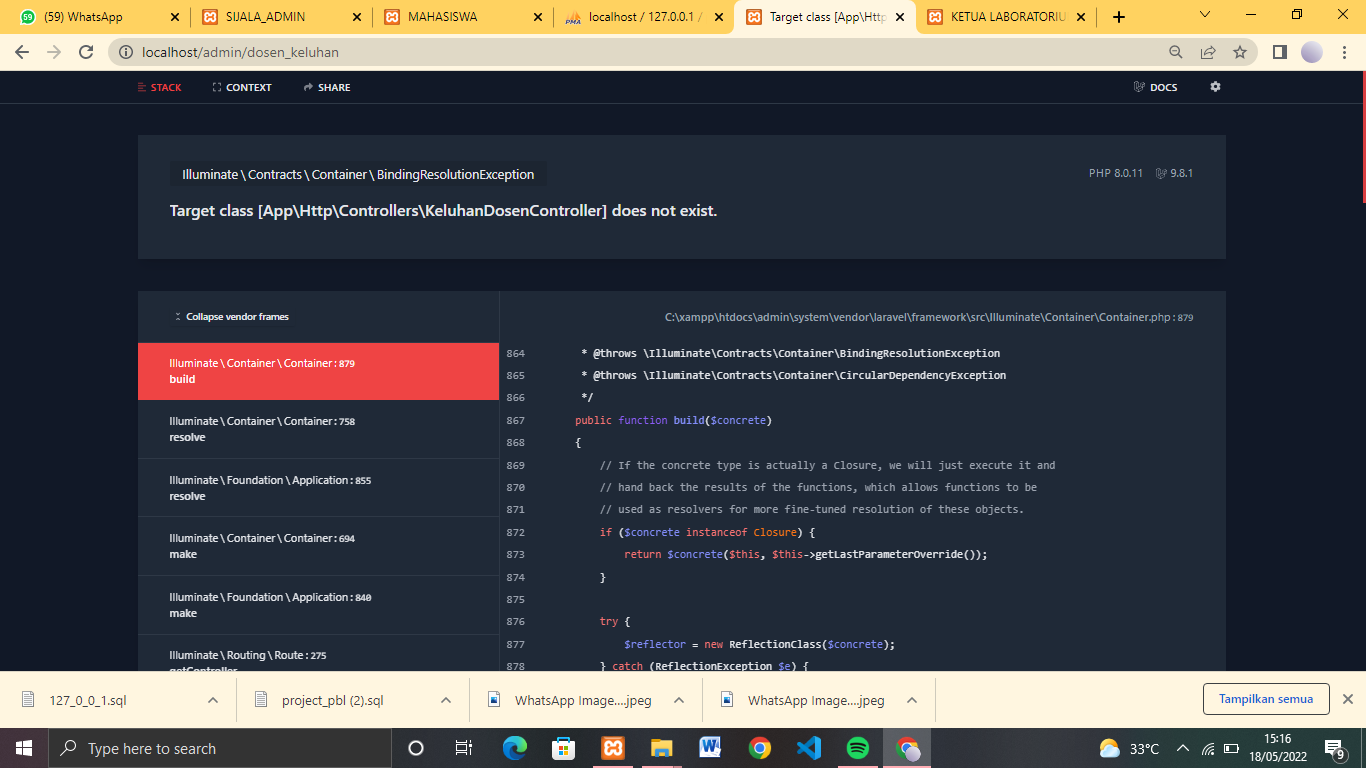 (59) WhatsApp
SIJALA_ADMIN
MAHASISWA
localhost / 127.0.0.1 /
Target class [App\Http
KETUA LABORATORIU
localhost/admin/dosen_keluhan
STACK
CONTEXT
SHARE
DOCS
Illuminate \ Contracts \ Container \ BindingResolutionException
PHP 8.0.11
9.8.1
Target class [App\Http\Controllers\KeluhanDosenController] does not exist.
Collapse vendor frames
Illuminate \ Container \ Container : 879
build
Illuminate \ Container \ Container : 758
resolve
Illuminate \ Foundation \ Application : 855
resolve
Illuminate \ Container \ Container : 694
make
Illuminate \ Foundation \ Application : 840
make
Illuminate \ Routing \ Route : 275
getController
C:\xampp\htdocs\admin\system\vendor\laravel\framework\src\Illuminate\Container\Container.php : 879
864 * @throws \Illuminate\Contracts\Container\BindingResolutionException
865 * @throws \Illuminate\Contracts\Container\CircularDependencyException
866 */
867 public function build($concrete)
868 {
869 // If the concrete type is actually a Closure, we will just execute it and
870 // hand back the results of the functions, which allows functions to be
871 // used as resolvers for more fine-tuned resolution of these objects.
872 if ($concrete instanceof Closure) {
873 return $concrete($this, $this->getLastParameterOverride());
874 }
875
876 try {
877 $reflector = new ReflectionClass($concrete);
878 } catch (ReflectionException $e) {
127_0_0_1.sql
project_pbl (2).sql
WhatsApp Image....jpeg
WhatsApp Image....jpeg
Tampilkan semua
Type here to search
33°C
15:16
18/05/2022
9